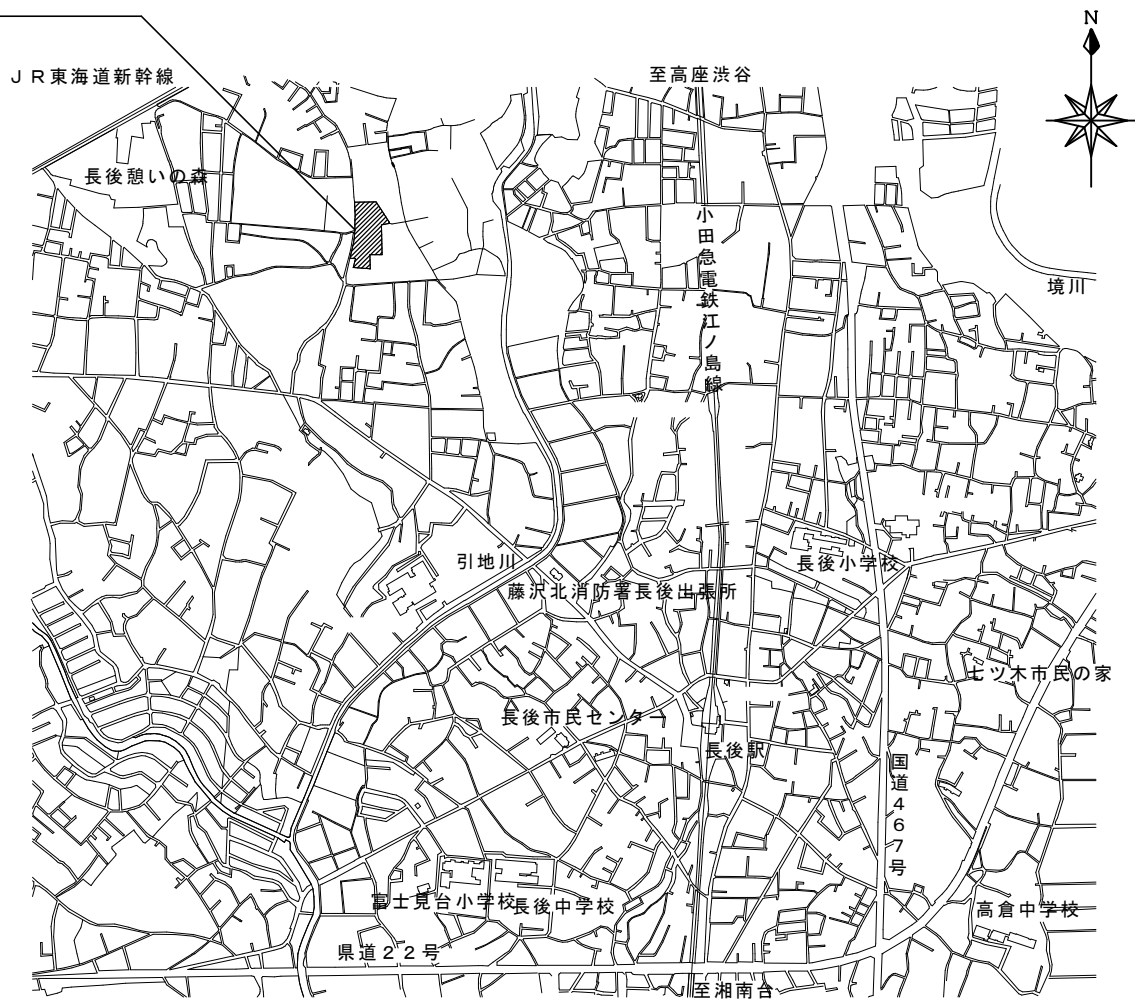 N
ＪＲ東海道新幹線
至高座渋谷
長後憩いの森
小田急電鉄江ノ島線
境川
引地川
長後小学校
藤沢北消防署長後出張所
七ツ木市民の家
長後市民センター
長後駅
国道４６７号
富士見台小学校
長後中学校
高倉中学校
県道２２号
至湘南台